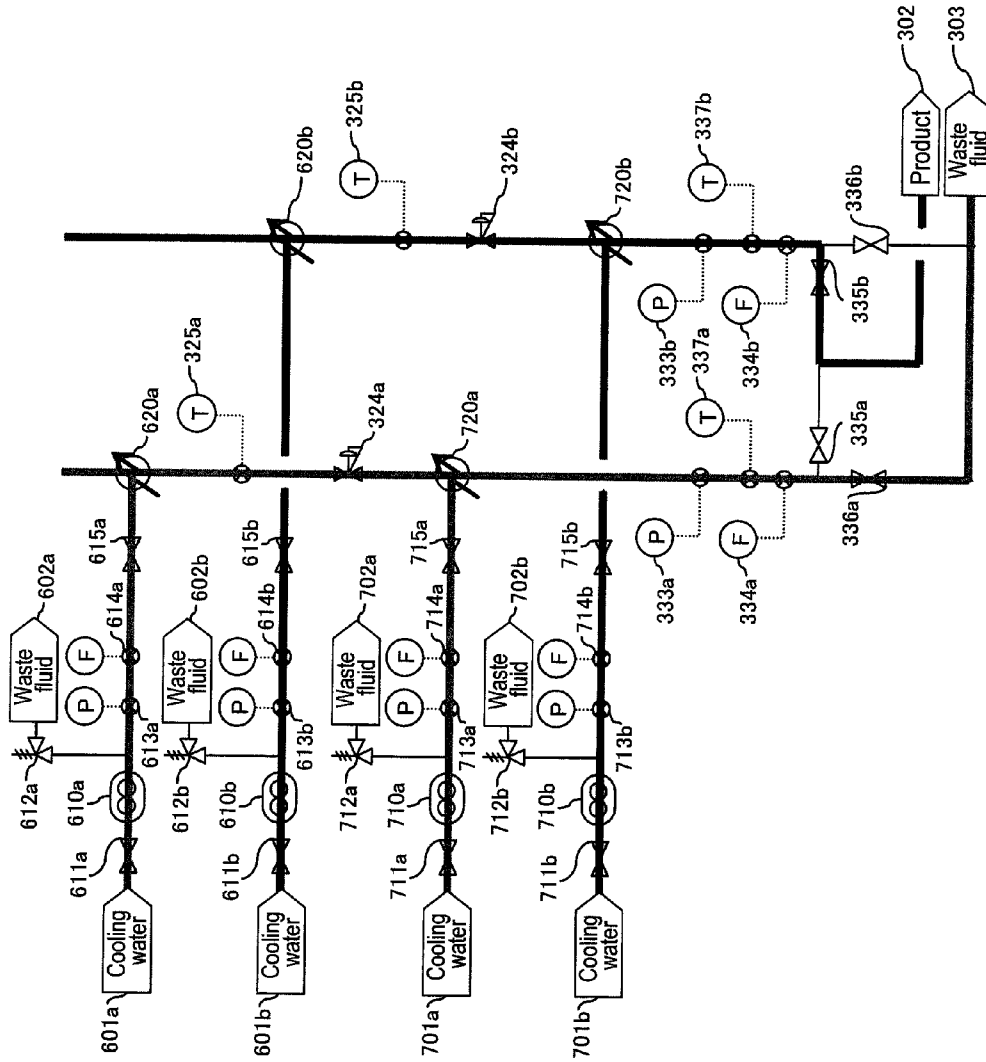 325b
T
620b
324b
337b
T
720b
336b
302
Product
303
Waste
fluid
P
333b
F
334b
335b
325a
T
620a
324a
337a
T
720a
335a
P
333a
F
334a
336a
602a
Waste
fluid
612a
P
F
614a
615a
613a
610a
611a
Cooling
water
601a
602b
Waste
fluid
612b
P
F
614b
615b
613b
610b
611b
Cooling
water
601b
702a
Waste
fluid
712a
P
F
714a
715a
713a
710a
711a
Cooling
water
701a
702b
Waste
fluid
712b
P
F
714b
715b
713b
710b
711b
Cooling
water
701b